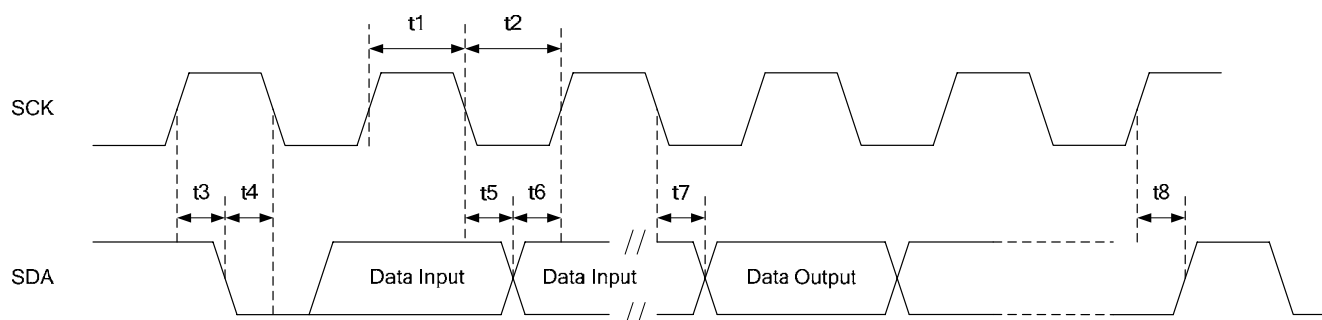 t1 t2
SCK
t3 t4 t5 t6 t7 t8
SDA Data Input Data Input Data Output